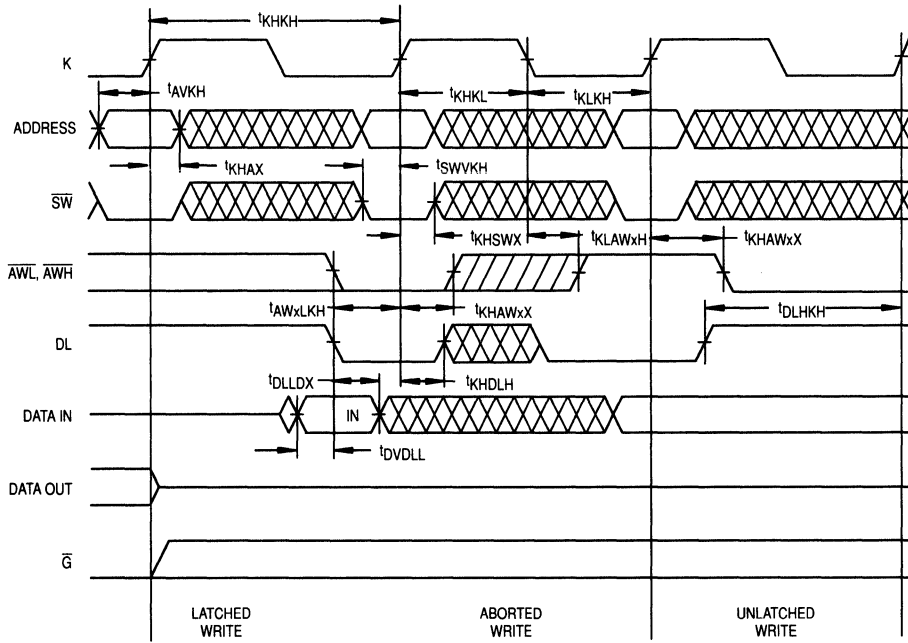 tKHKH
K
tAVKH
tKHKL
tKLKH
ADDRESS
tKHAX
tSWVKH
SW
tKHSWX
tKLAWxH
tKHAWxX
AWL, AWH
tAWxLKH
tKHAWxX
tDLHKH
DL
tDLLDX
tKHDLH
DATA IN
IN
tDVDLL
DATA OUT
G
LATCHED
WRITE
ABORTED
WRITE
UNLATCHED
WRITE